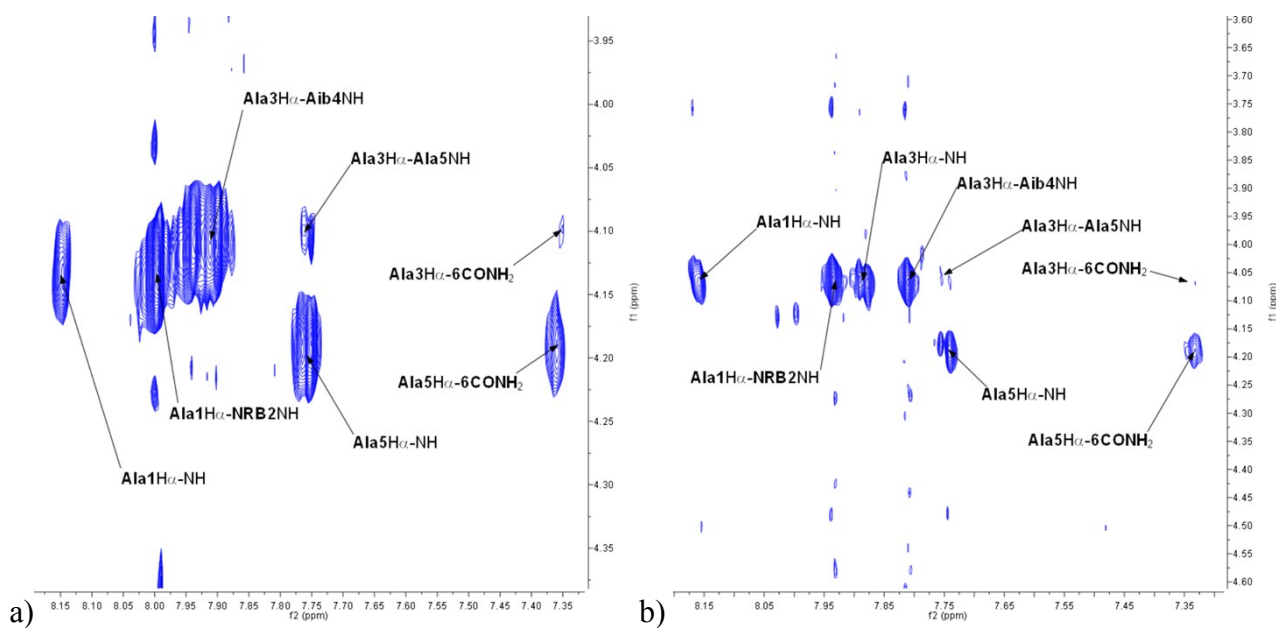 Ala3Hα-Aib4NH
Ala3Hα-Ala5NH
Ala3Hα-6CONH₂
Ala5Hα-6CONH₂
Ala1Hα-NRB2NH
Ala5Hα-NH
Ala1Hα-NH
3.95
4.00
4.05
4.10
4.15
4.20
4.25
4.30
4.35
f1 (ppm)
8.15 8.10 8.05 8.00 7.95 7.90 7.85 7.80 7.75 7.70 7.65 7.60 7.55 7.50 7.45 7.40 7.35
f2 (ppm)
a)
Ala3Hα-NH
Ala3Hα-Aib4NH
Ala1Hα-NH
Ala3Hα-Ala5NH
Ala3Hα-6CONH₂
Ala1Hα-NRB2NH
Ala5Hα-NH
Ala5Hα-6CONH₂
3.60
3.65
3.70
3.75
3.80
3.85
3.90
3.95
4.00
4.05
4.10
4.15
4.20
4.25
4.30
4.35
4.40
4.45
4.50
4.55
4.60
f1 (ppm)
8.15 8.05 7.95 7.85 7.75 7.65 7.55 7.45 7.35
f2 (ppm)
b)